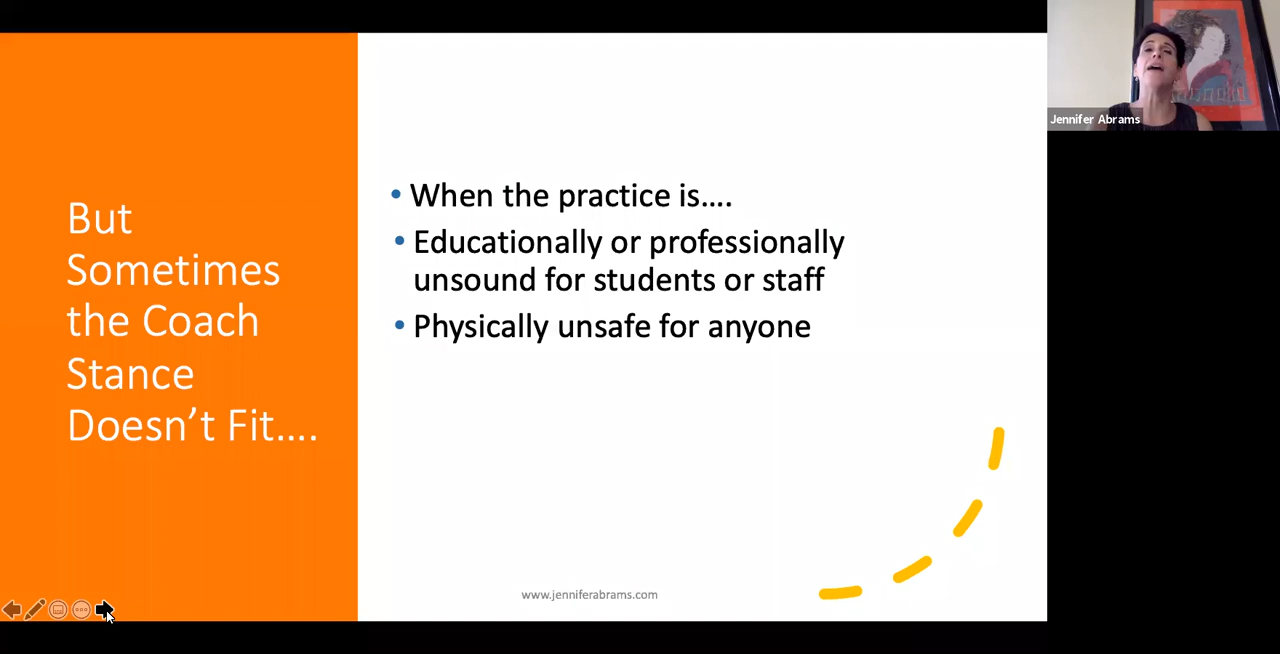 But
Sometimes
the Coach
Stance
Doesn’t Fit....
• When the practice is....
• Educationally or professionally
unsound for students or staff
• Physically unsafe for anyone
www.jenniferabrams.com
Jennifer Abrams